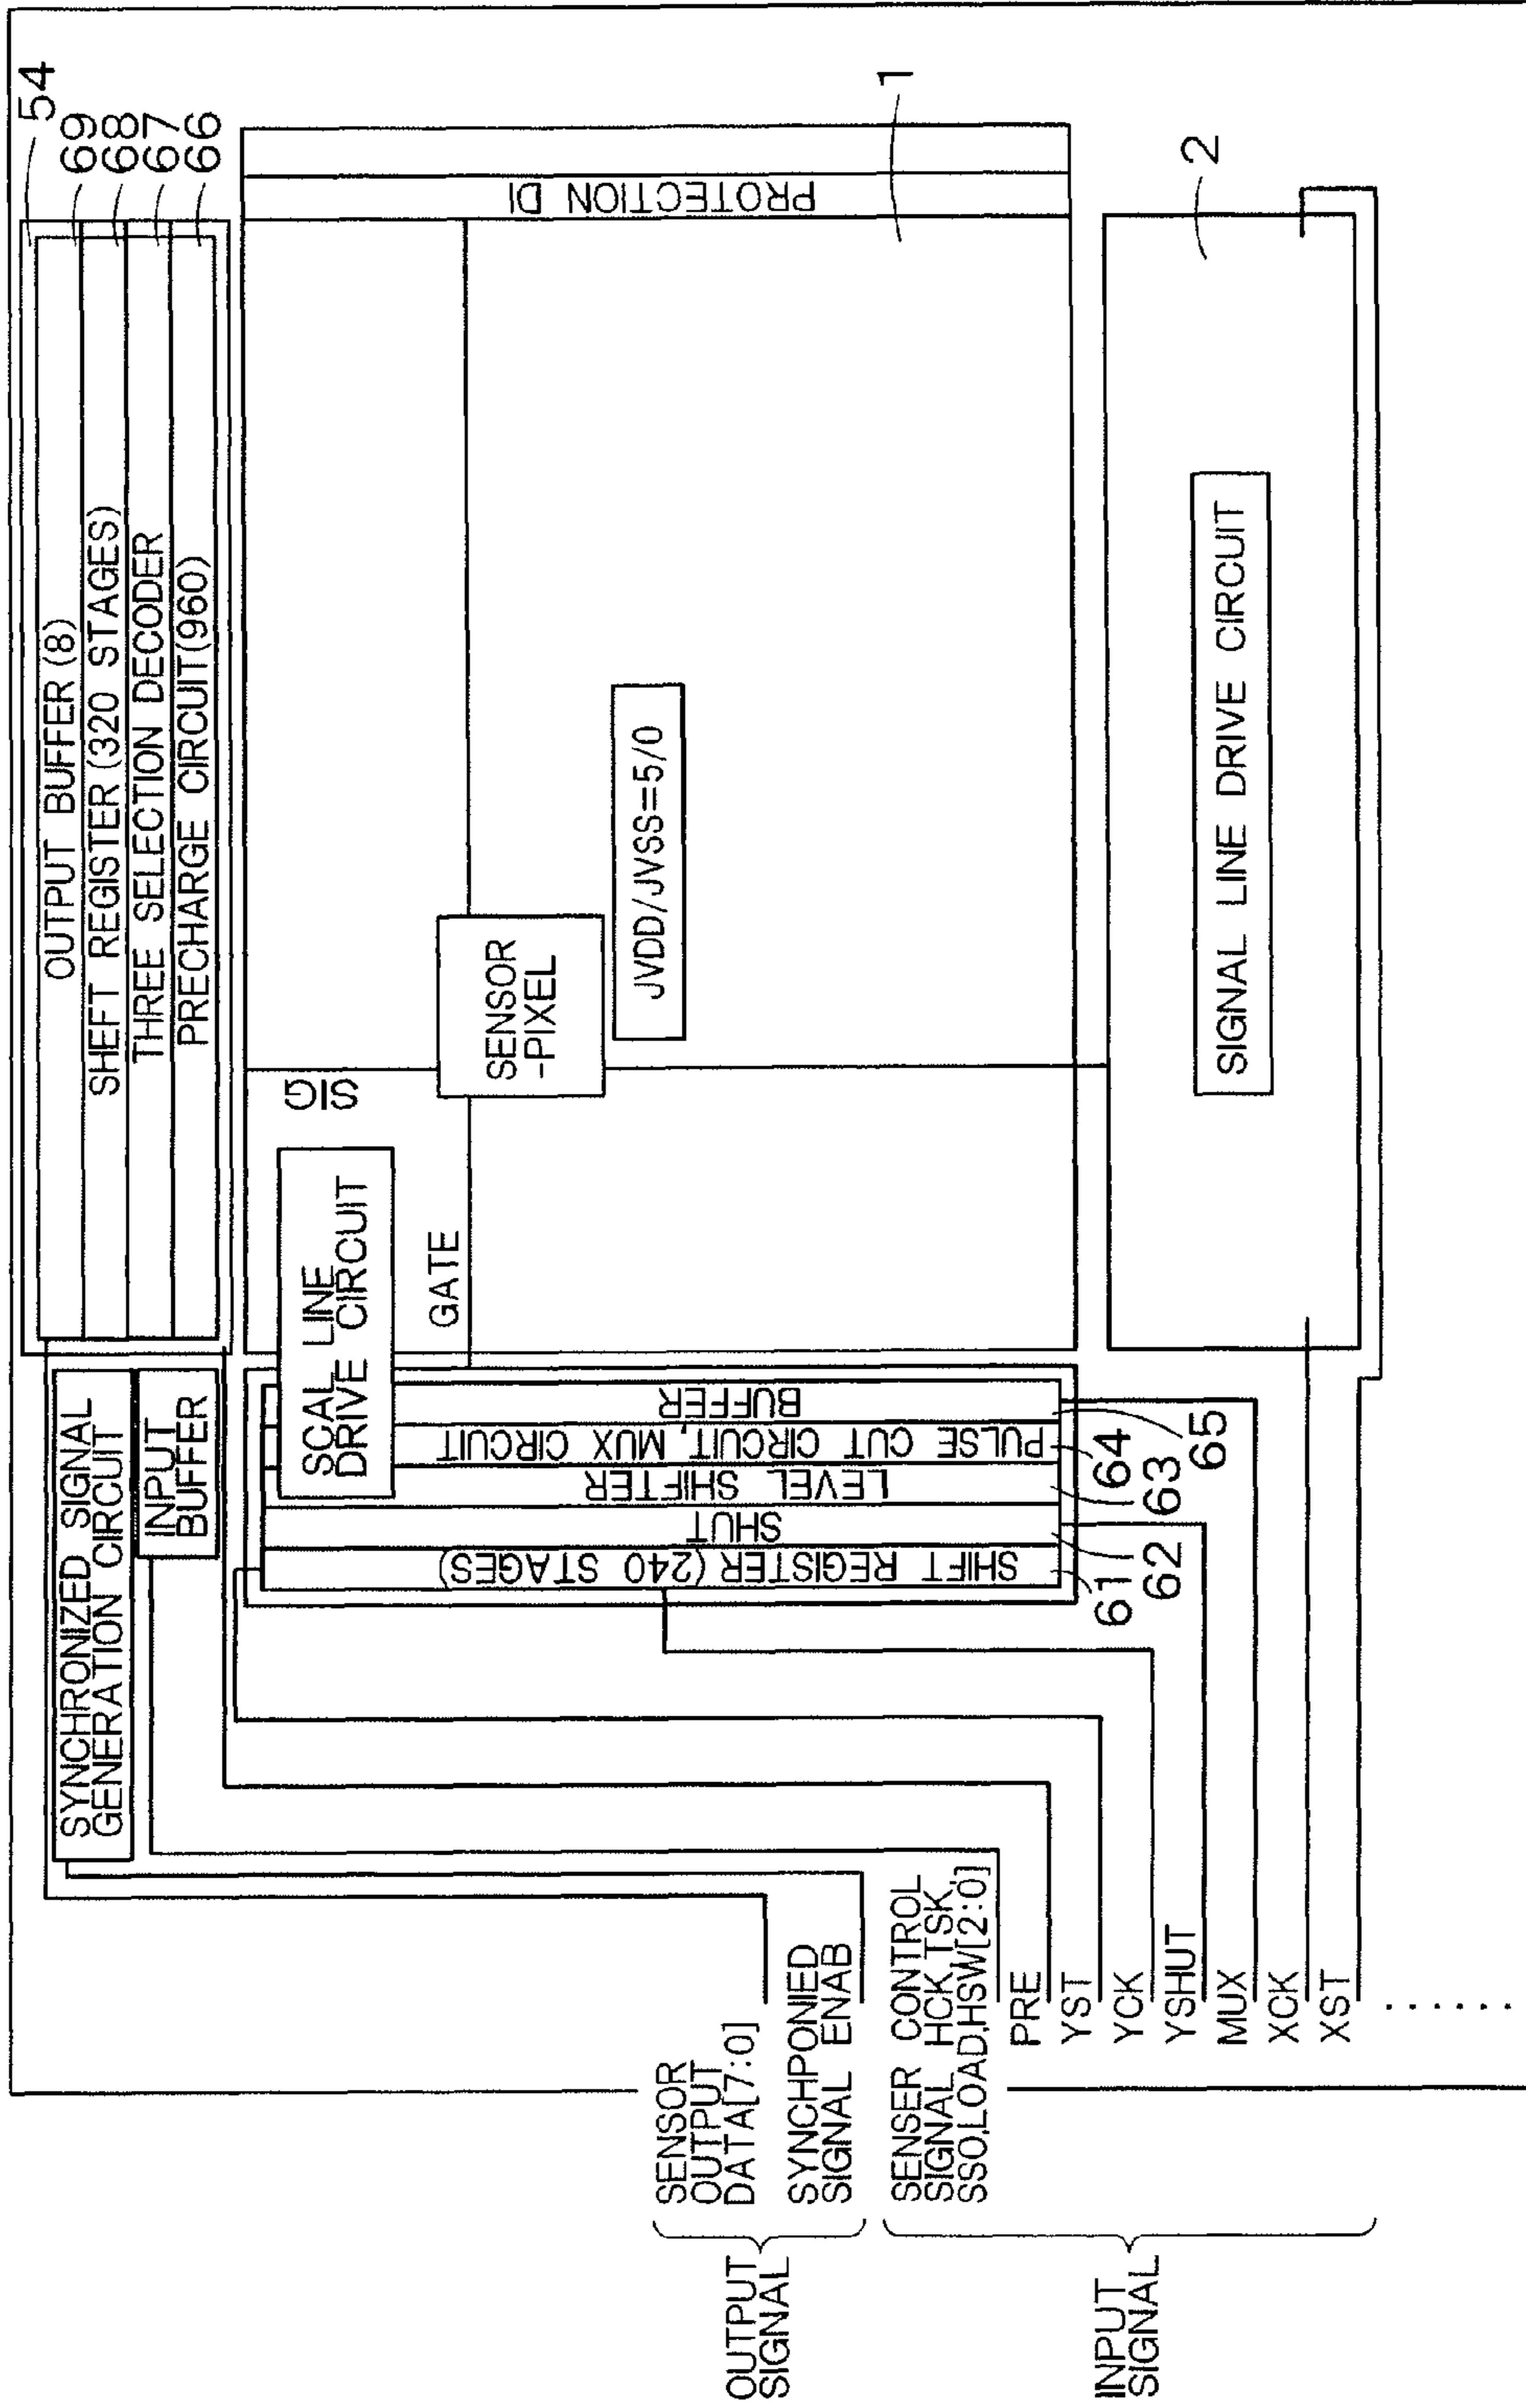 54
OUTPUT BUFFER (8)
69
SHEFT REGISTER (320 STAGES)
68
THREE SELECTION DECODER
67
PRECHARGE CIRCUIT(960)
66
SYNCHRONIZED SIGNAL
GENERATION CIRCUIT
INPUT
BUFFER
SCAL LINE
DRIVE CIRCUIT
SIG
GATE
SENSOR
-PIXEL
JVDD/JVSS=5/0
PROTECTION DI
1
SHIFT REGISTER (240 STAGES)
SHUT
LEVEL SHIFTER
PULSE CUT CIRCUIT, MUX CIRCUIT
BUFFER
61
62
63
64
65
2
SIGNAL LINE DRIVE CIRCUIT
OUTPUT
SIGNAL
SENSOR
OUTPUT
DATA[7:0]
SYNCHPONIED
SIGNAL ENAB
INPUT
SIGNAL
SENSER CONTROL
SIGNAL HCK,TSK,
SSO,LOAD,HSW[2:0]
PRE
YST
YCK
YSHUT
MUX
XCK
XST
......